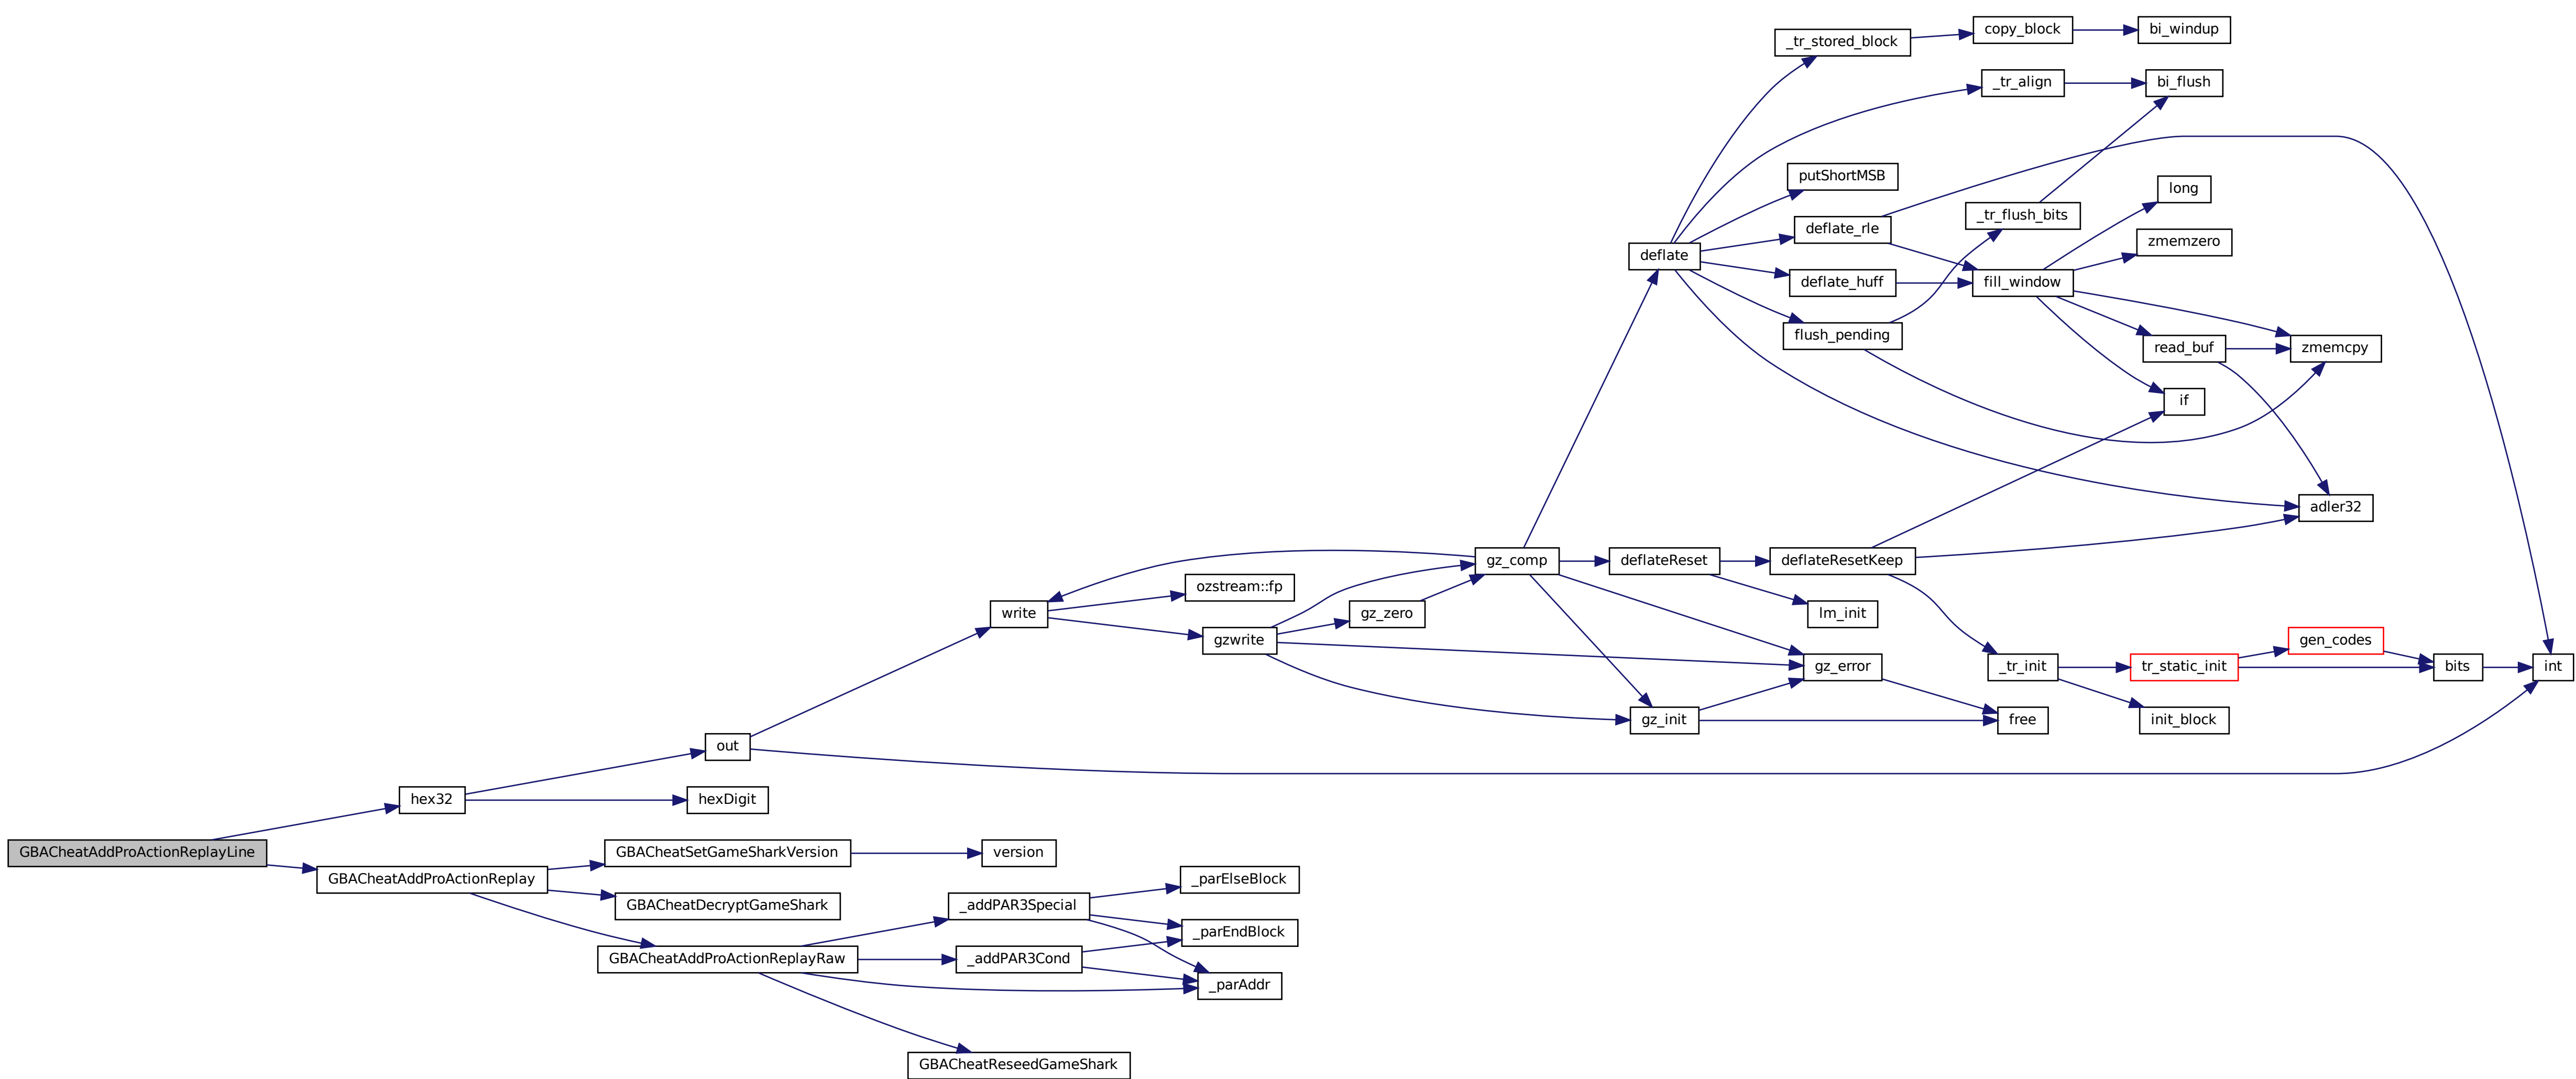 copy_block
bi_windup
_tr_stored_block
_tr_align
bi_flush
putShortMSB
long
_tr_flush_bits
deflate_rle
zmemzero
deflate
deflate_huff
fill_window
flush_pending
read_buf
zmemcpy
if
adler32
gz_comp
deflateReset
deflateResetKeep
ozstream::fp
write
gz_zero
lm_init
gzwrite
gen_codes
gz_error
_tr_init
tr_static_init
bits
int
gz_init
free
init_block
out
hex32
hexDigit
GBACheatAddProActionReplayLine
GBACheatSetGameSharkVersion
version
GBACheatAddProActionReplay
_parElseBlock
GBACheatDecryptGameShark
_addPAR3Special
_parEndBlock
GBACheatAddProActionReplayRaw
_addPAR3Cond
_parAddr
GBACheatReseedGameShark